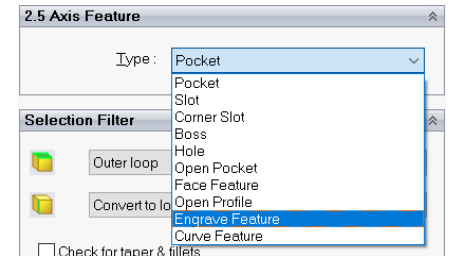 2.5 Axis Feature
Type : Pocket
Pocket
Slot
Corner Slot
Boss
Hole
Open Pocket
Face Feature
Open Profile
Engrave Feature
Curve Feature
Selection Filter
Outer loop
Convert to lo
Check for taper & fillets